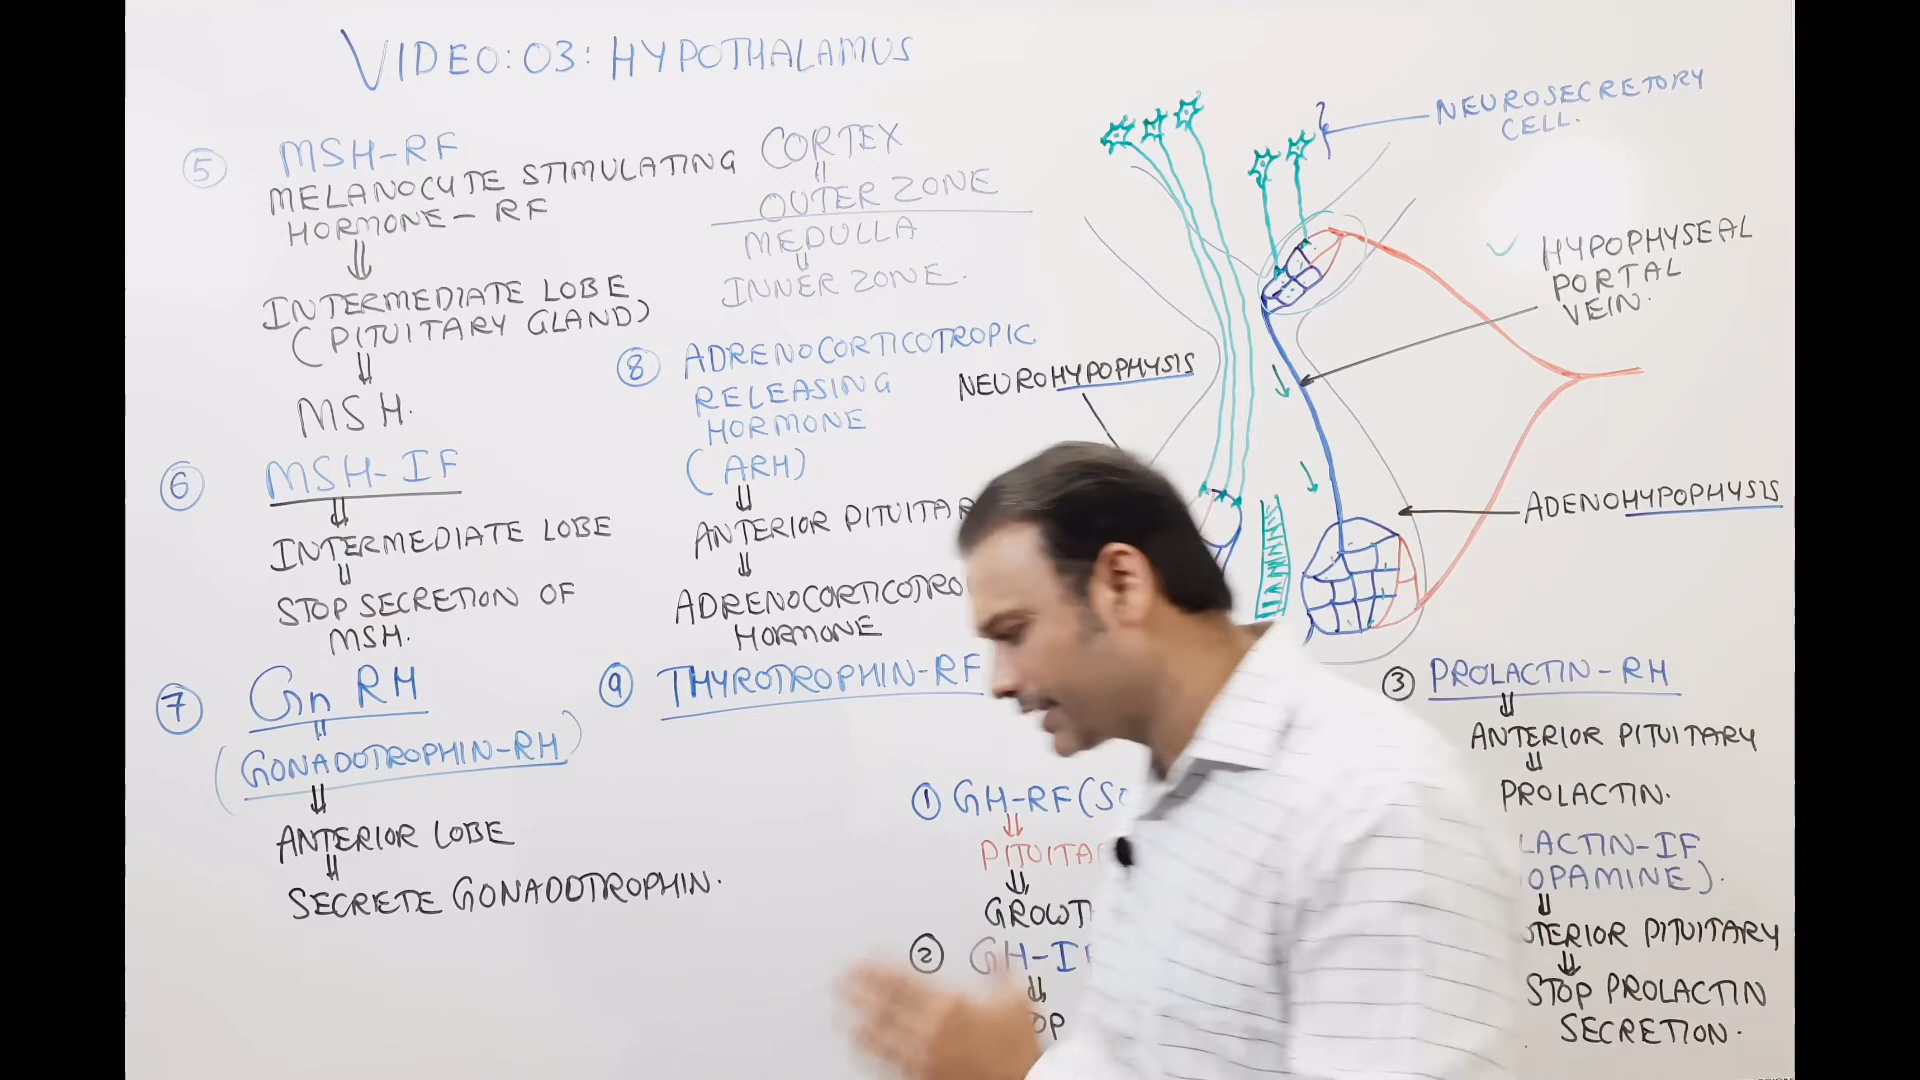 VIDEO:03: HYPOTHALAMUS
5 MSH-RF
MELANOCYTE STIMULATING
HORMONE - RF
INTERMEDIATE LOBE
(PITUITARY GLAND)
MSH.
6 MSH-IF
INTERMEDIATE LOBE
STOP SECRETION OF
MSH.
7 Gn RH
(GONADOTROPHIN-RH)
ANTERIOR LOBE
SECRETE GONADOTROPHIN.
CORTEX
OUTER ZONE
MEDULLA
INNER ZONE.
8 ADRENOCORTICOTROPIC
RELEASING
HORMONE
(ARH)
ANTERIOR PITUITAR
ADRENOCORTICOTRO
HORMONE
9 THYROTROPHIN-RF
NEUROSECRETORY
CELL.
HYPOPHYSEAL
PORTAL
VEIN.
NEUROHYPOPHYSIS
ADENOHYPOPHYSIS
1 GH-RF(SO
PITUITA
GROWT
2 GH-I
OP
3 PROLACTIN-RH
ANTERIOR PITUITARY
PROLACTIN.
LACTIN-IF
OPAMINE).
TERIOR PITUITARY
STOP PROLACTIN
SECRETION.